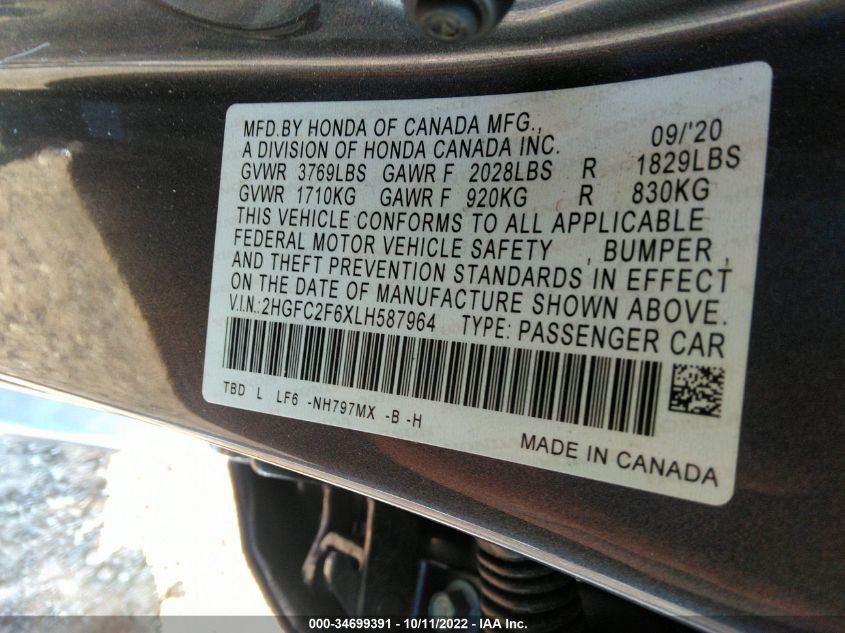 MFD.BY HONDA OF CANADA MFG.,
A DIVISION OF HONDA CANADA INC. 09/'20
GVWR 3769LBS GAWR F 2028LBS R 1829LBS
GVWR 1710KG GAWR F 920KG R 830KG
THIS VEHICLE CONFORMS TO ALL APPLICABLE
FEDERAL MOTOR VEHICLE SAFETY , BUMPER ,
AND THEFT PREVENTION STANDARDS IN EFFECT
ON THE DATE OF MANUFACTURE SHOWN ABOVE.
V.I.N.:2HGFC2F6XLH587964 TYPE: PASSENGER CAR
TBD L LF6 -NH797MX -B -H
MADE IN CANADA
000-34699391 - 10/11/2022 - IAA Inc.